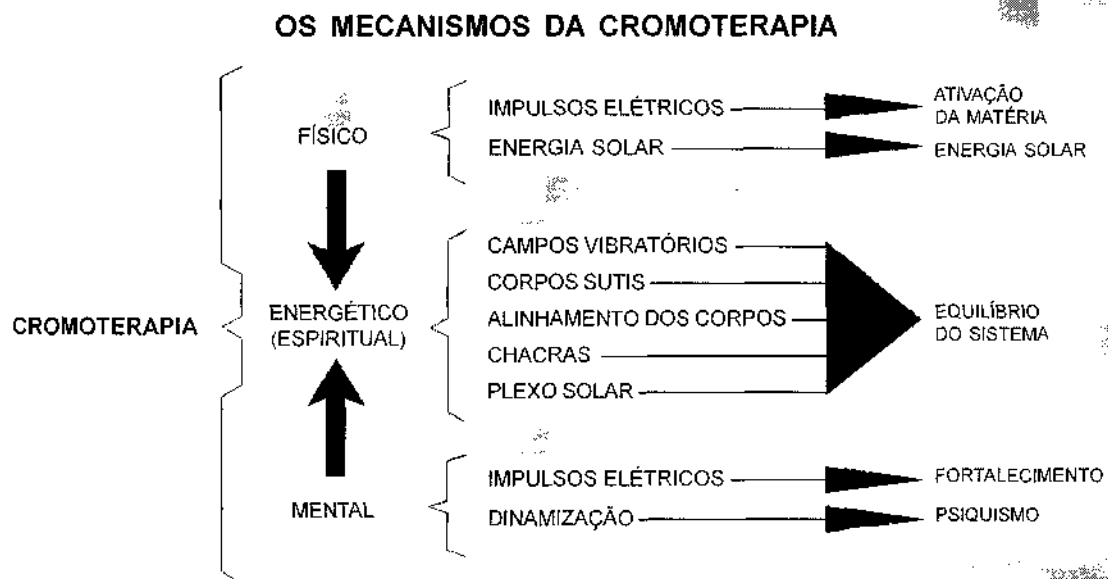 OS MECANISMOS DA CROMOTERAPIA
CROMOTERAPIA
FÍSICO
IMPULSOS ELÉTRICOS
ATIVAÇÃO
DA MATÉRIA
ENERGIA SOLAR
ENERGIA SOLAR
ENERGÉTICO
(ESPIRITUAL)
CAMPOS VIBRATÓRIOS
CORPOS SUTIS
ALINHAMENTO DOS CORPOS
CHACRAS
PLEXO SOLAR
EQUILÍBRIO
DO SISTEMA
MENTAL
IMPULSOS ELÉTRICOS
FORTALECIMENTO
DINAMIZAÇÃO
PSIQUISMO